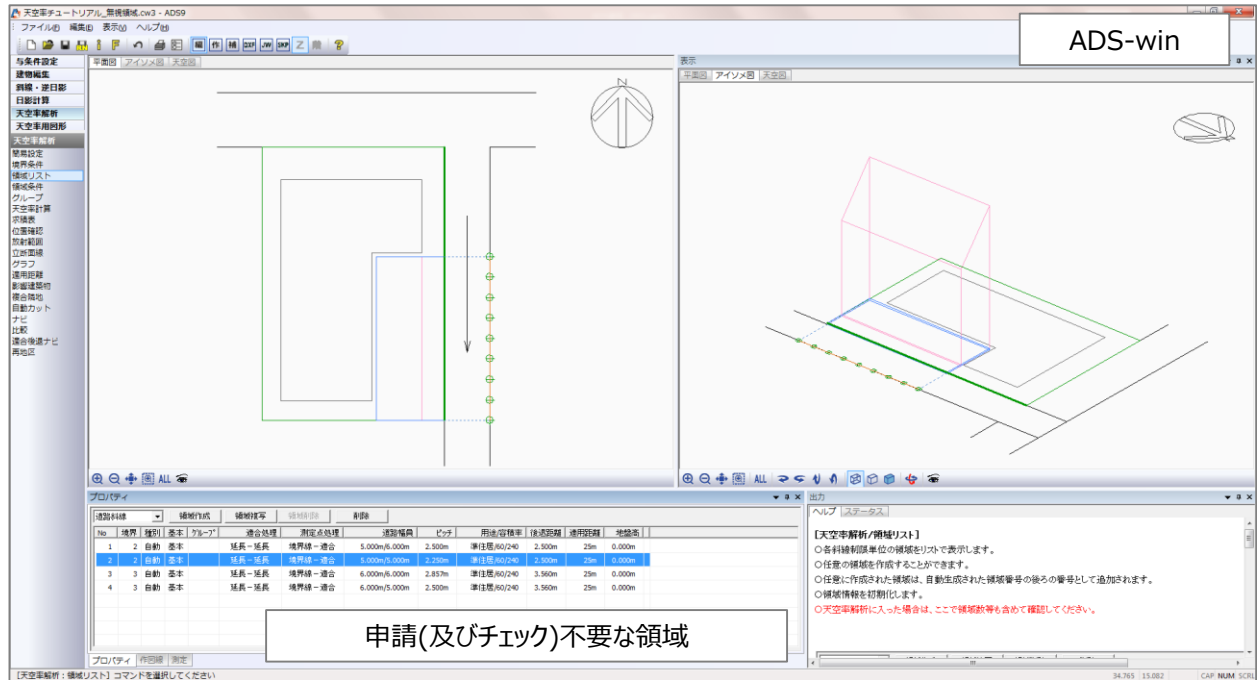 天空率チュートリアル_無視領域.cw3 - ADS9
ADS-win
ファイル(F) 編集(E) 表示(V) ヘルプ(H)
編 作 補 DXF JW SKP Z
与条件設定
建物編集
斜線・逆日影
日影計算
天空率解析
天空率用図形
天空率解析
簡易設定
境界条件
領域リスト
領域条件
グループ
天空率計算
求積表
位置確認
放射範囲
立断面線
グラフ
適用距離
影響建築物
複合隣地
自動カット
ナビ
比較
適合後退ナビ
再地区
平面図 アイソメ図 天空図
N
ALL
表示
平面図 アイソメ図 天空図
ALL
プロパティ
道路斜線 領域作成 領域複写 領域削除 削除
No 境界 種別 基本 グループ 適合処理 測定点処理 道路幅員 ピッチ 用途/容積率 後退距離 適用距離 地盤高
1 2 自動 基本 延長-延長 境界線-適合 5.000m/6.000m 2.500m 準住居/60/240 2.500m 25m 0.000m
2 2 自動 基本 延長-延長 境界線-適合 5.000m/5.000m 2.250m 準住居/60/240 2.500m 25m 0.000m
3 3 自動 基本 延長-延長 境界線-適合 6.000m/6.000m 2.857m 準住居/60/240 3.560m 25m 0.000m
4 3 自動 基本 延長-延長 境界線-適合 6.000m/5.000m 2.500m 準住居/60/240 3.560m 25m 0.000m
申請(及びチェック)不要な領域
プロパティ 作図線 測定
出力
ヘルプ ステータス
[天空率解析/領域リスト]
○各斜線制限単位の領域をリストで表示します。
○任意の領域を作成することができます。
○任意に作成された領域は、自動生成された領域番号の後ろの番号として追加されます。
○領域情報を初期化します。
○天空率解析に入った場合は、ここで領域数等も含めて確認してください。
[天空率解析:領域リスト] コマンドを選択してください
34.765 15.082 CAP NUM SCRL